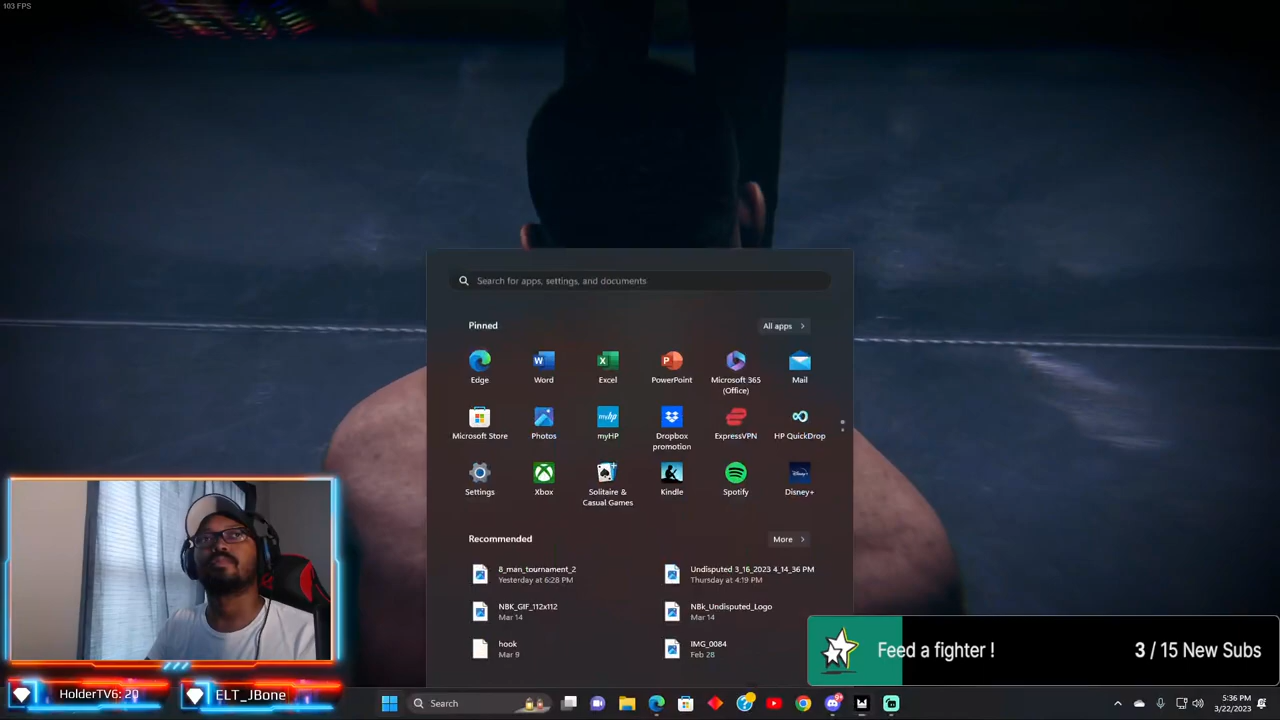 103 FPS
Search for apps, settings, and documents
Pinned
All apps
Edge
Word
Excel
PowerPoint
Microsoft 365
(Office)
Mail
Microsoft Store
Photos
myHP
Dropbox
promotion
ExpressVPN
HP QuickDrop
Settings
Xbox
Solitaire &
Casual Games
Kindle
Spotify
Disney+
Recommended
More
8_man_tournament_2
Yesterday at 6:28 PM
Undisputed 3_16_2023 4_14_36 PM
Thursday at 4:19 PM
NBK_GIF_112x112
Mar 14
NBk_Undisputed_Logo
Mar 14
hook
Mar 9
IMG_0084
Feb 28
Feed a fighter !
3 / 15 New Subs
HolderTV6: 20
ELT_JBone
Search
5:36 PM
3/22/2023